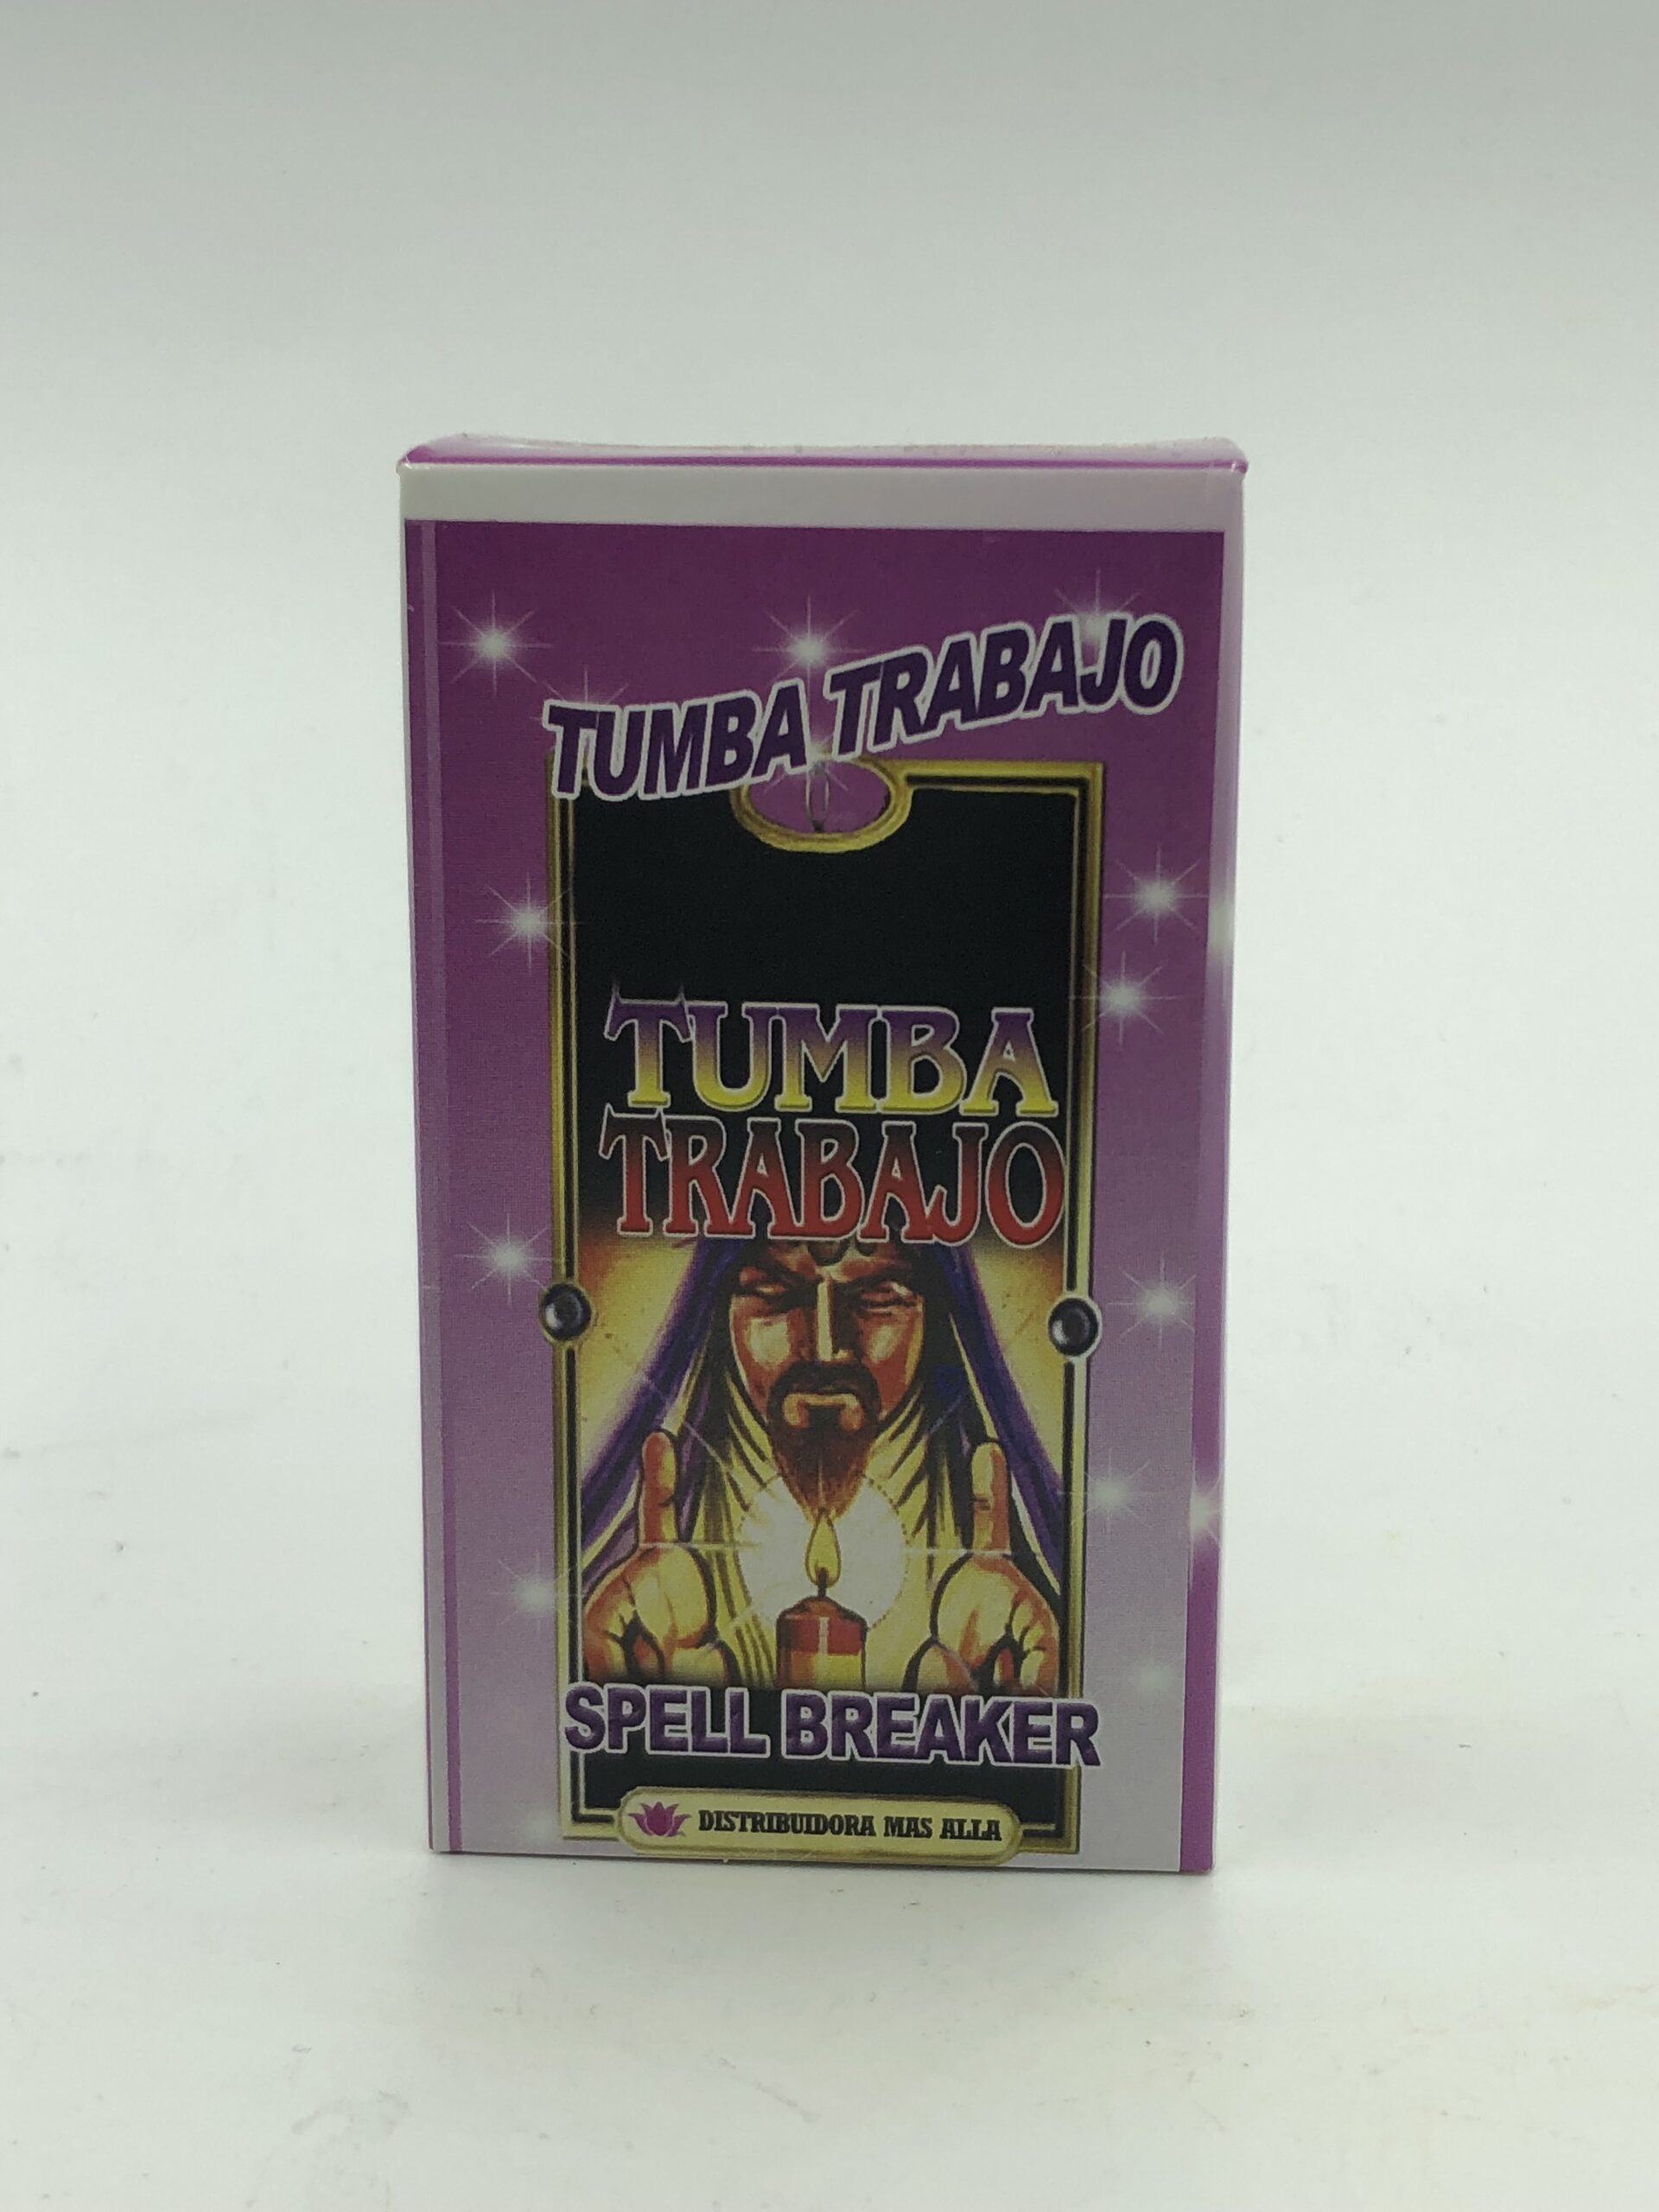 TUMBA TRABAJO
TUMBA
TRABAJO
SPELL BREAKER
DISTRIBUIDORA MAS ALLA